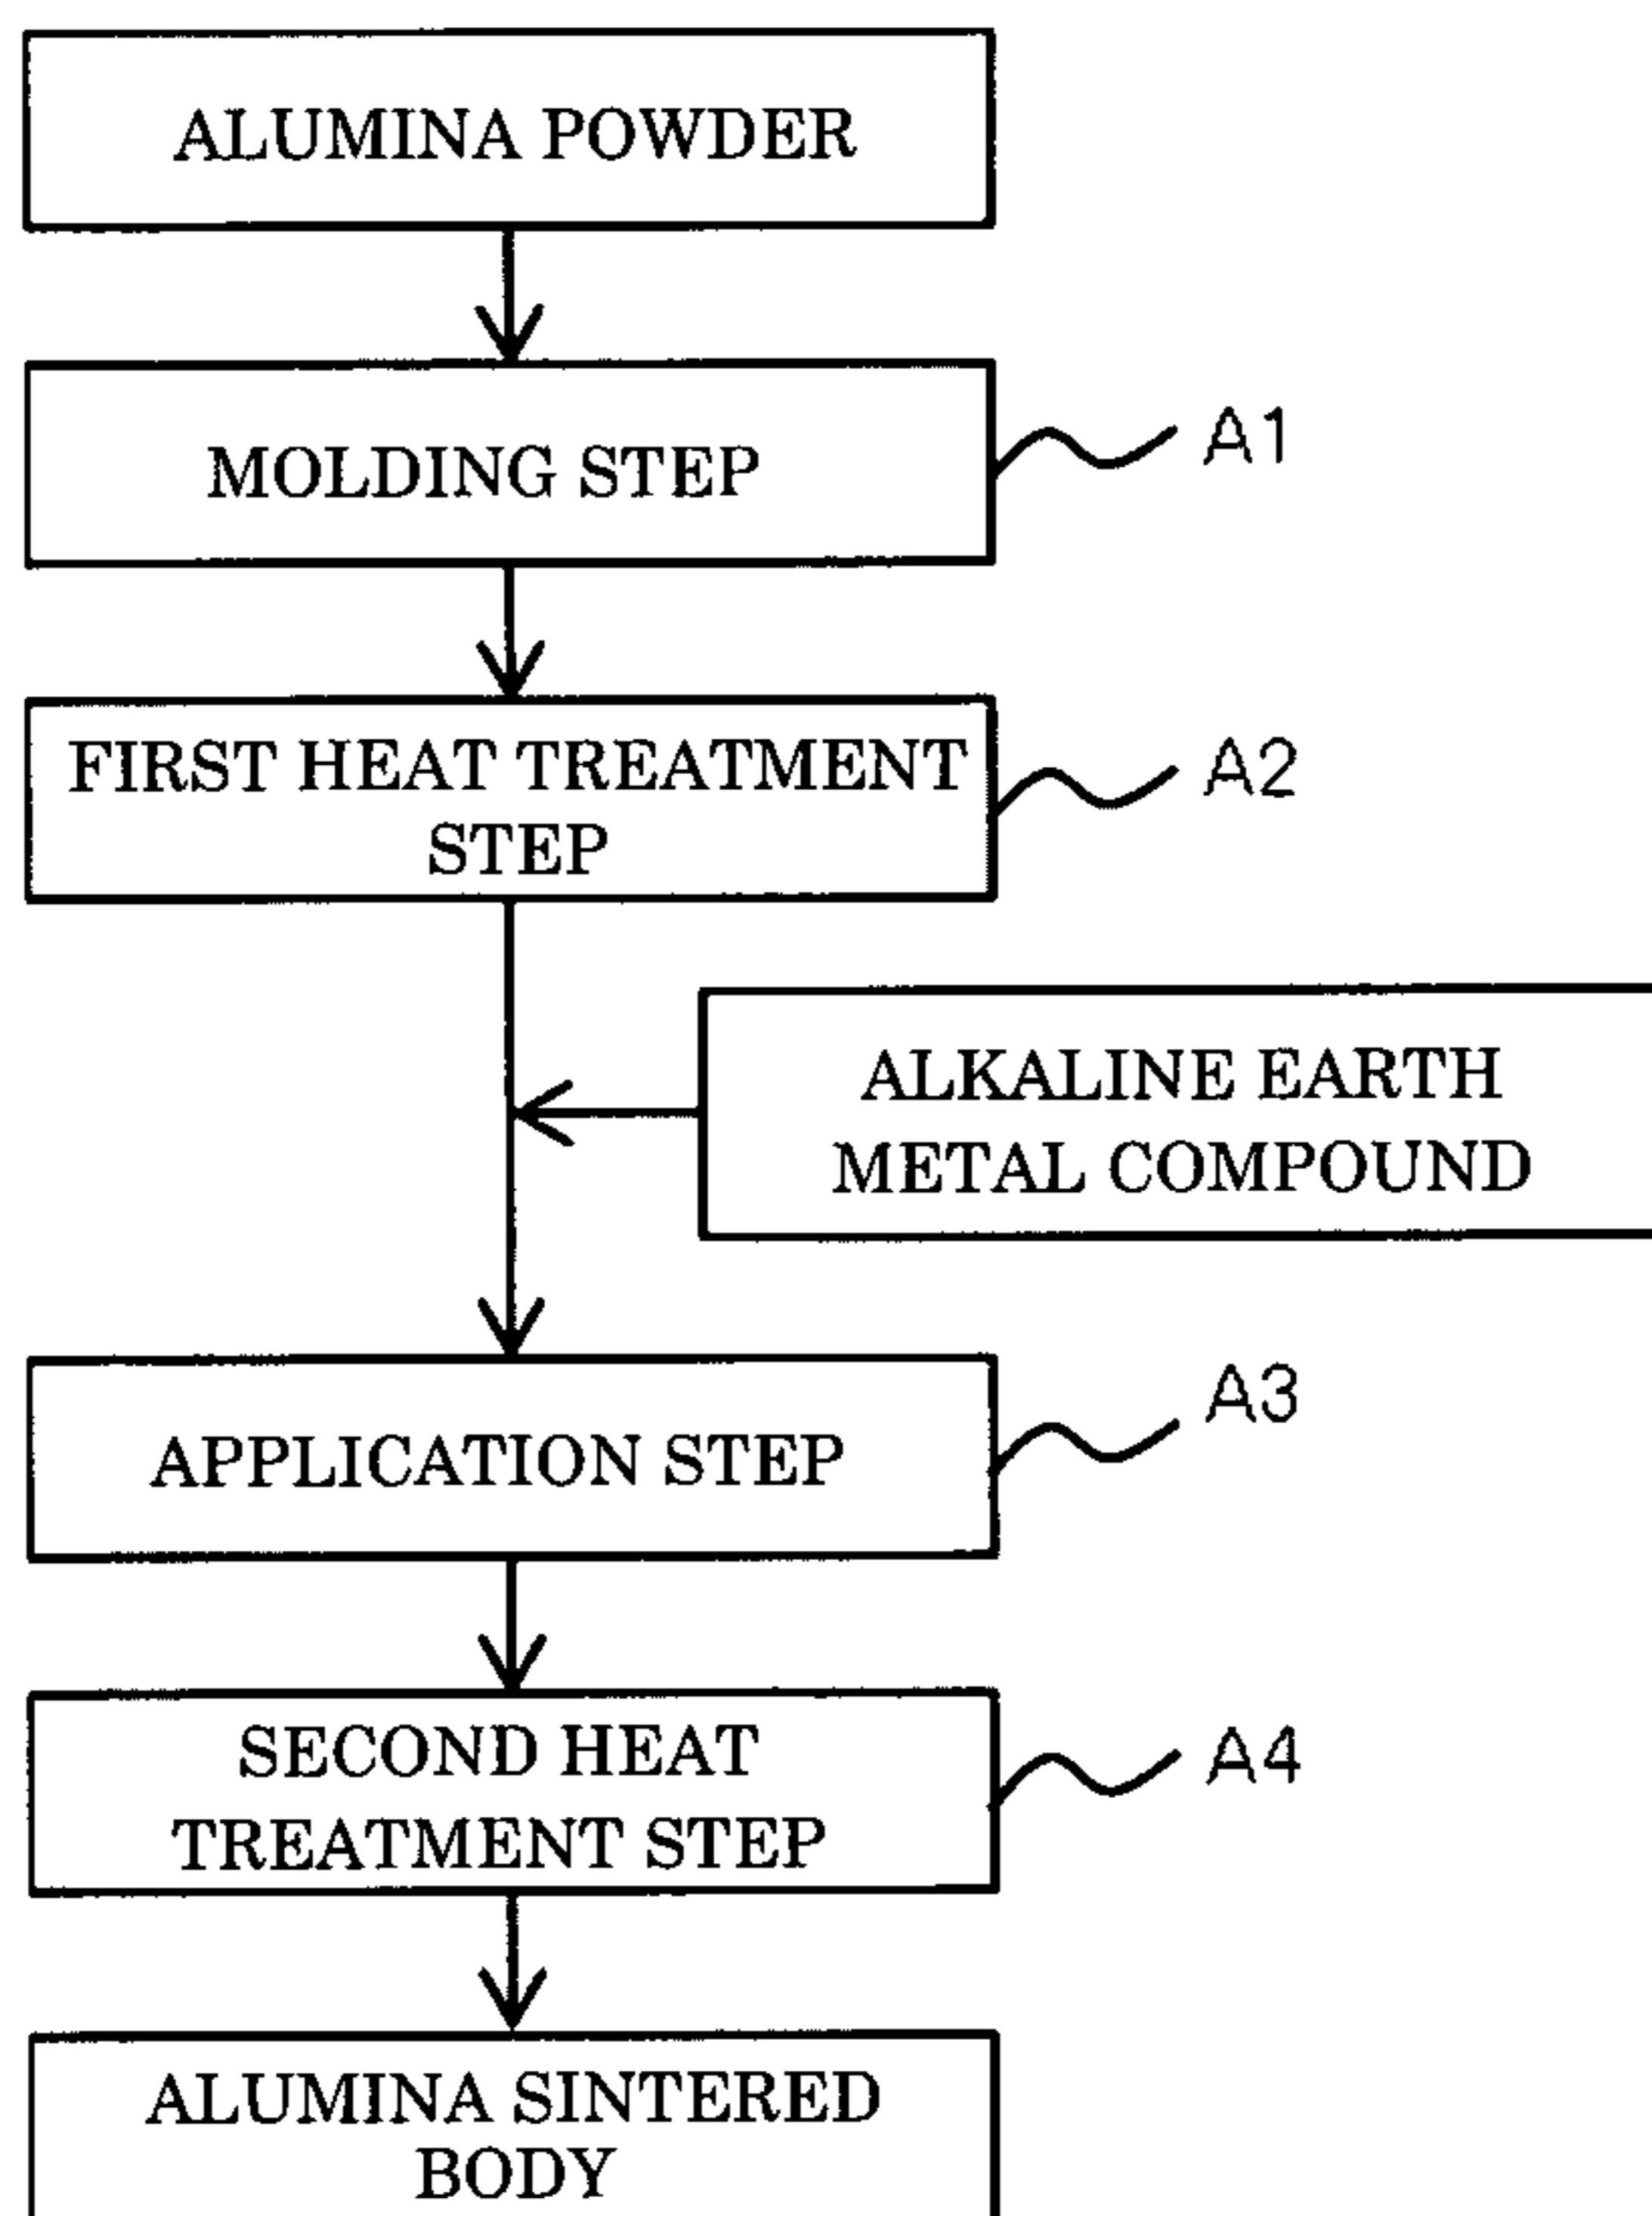 ALUMINA POWDER
MOLDING STEP
A1
FIRST HEAT TREATMENT
STEP
A2
ALKALINE EARTH
METAL COMPOUND
APPLICATION STEP
A3
SECOND HEAT
TREATMENT STEP
A4
ALUMINA SINTERED
BODY